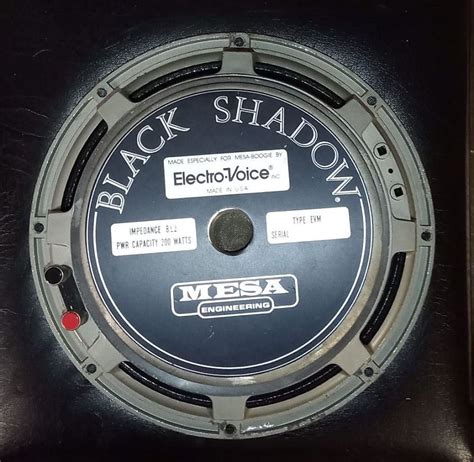 BLACK SHADOW®
MADE ESPECIALLY FOR MESA-BOOGIE BY
Electro-Voice® INC
MADE IN U.S.A.
IMPEDANCE 8Ω
PWR CAPACITY 200 WATTS
TYPE EVM
SERIAL
MESA
ENGINEERING